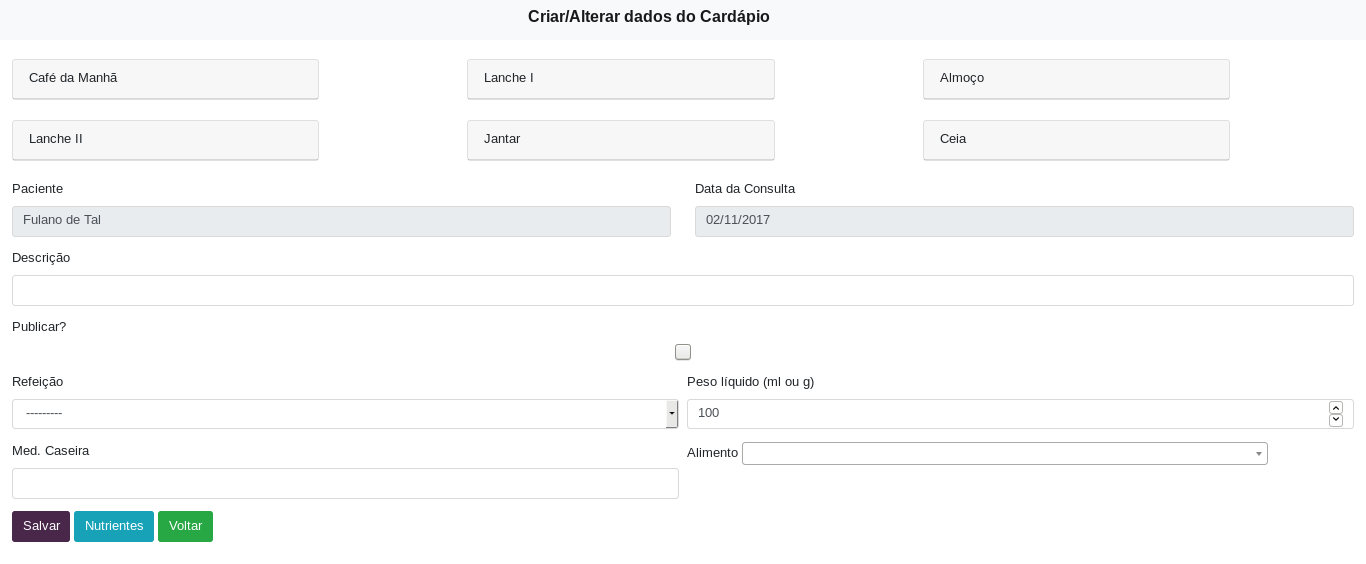 Criar/Alterar dados do Cardápio
Café da Manhã Lanche I Almoço
Lanche II Jantar Ceia
Paciente Data da Consulta
Fulano de Tal 02/11/2017
Descrição
Publicar?
Refeição Peso líquido (ml ou g)
--------- 100
Med. Caseira Alimento
Salvar Nutrientes Voltar